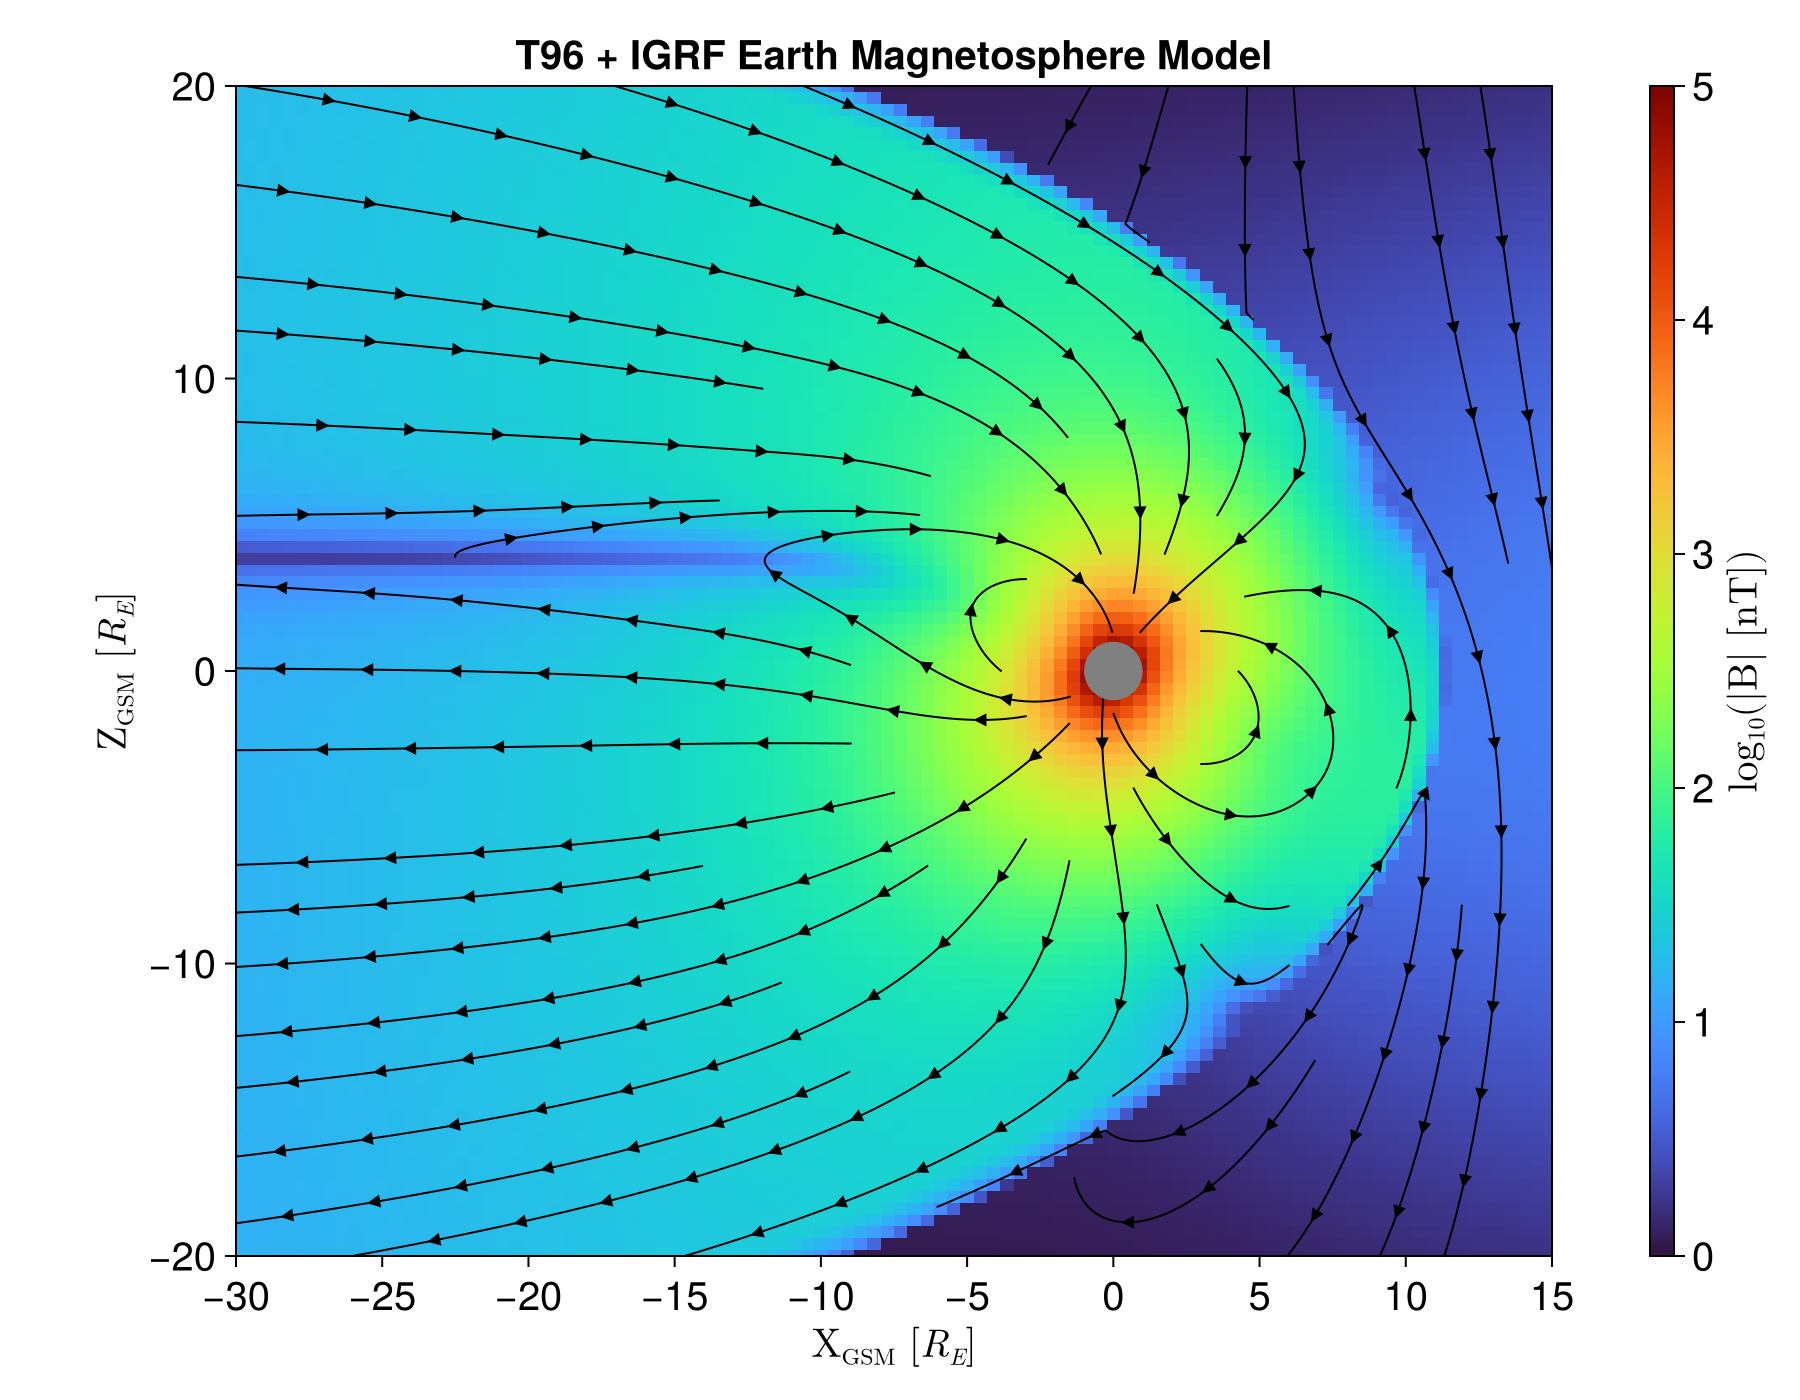 T96 + IGRF Earth Magnetosphere Model
20
10
0
−10
−20
Z_GSM [R_E]
−30 −25 −20 −15 −10 −5 0 5 10 15
X_GSM [R_E]
5
4
3
2
1
0
log₁₀(|B| [nT])